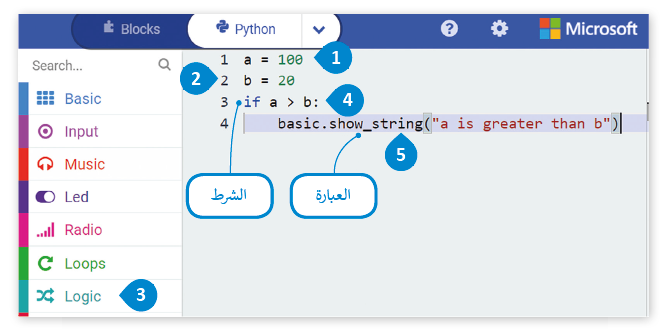 Blocks Python Microsoft
Search...
1 a = 100 1
2 2 b = 20
Basic
3 if a > b: 4
Input
4 basic.show_string("a is greater than b")
Music
5
Led
الشرط العبارة
Radio
Loops
Logic 3